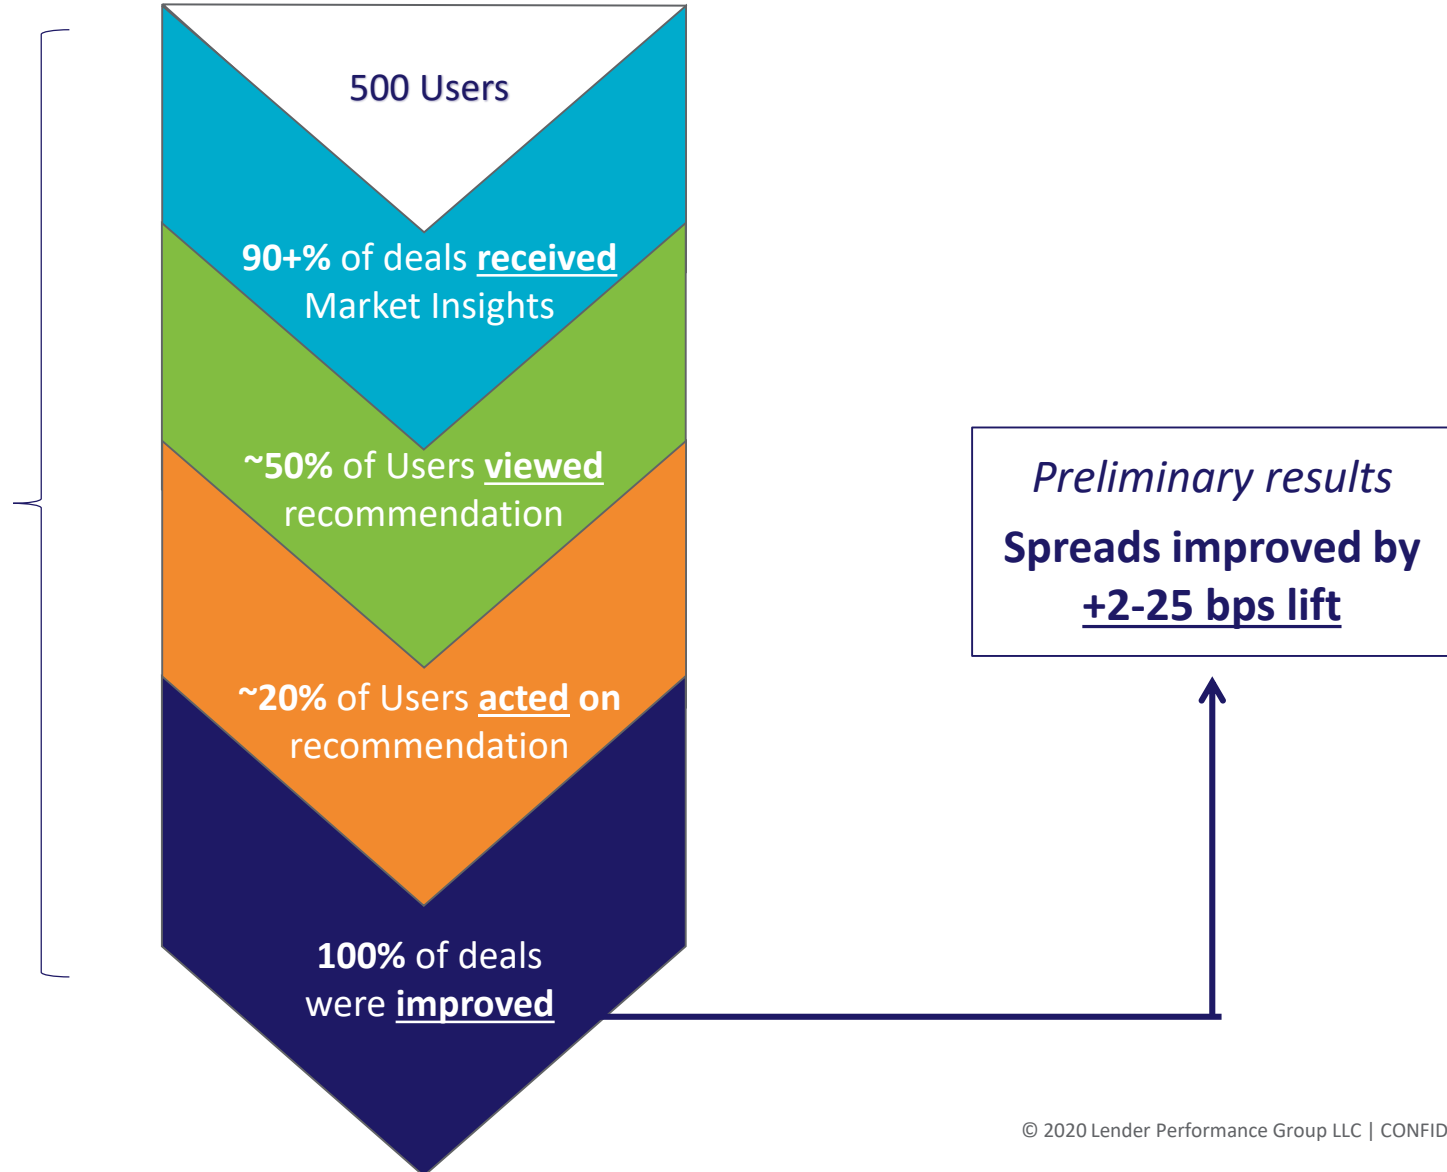 500 Users
90+% of deals received
Market Insights
~50% of Users viewed
recommendation
~20% of Users acted on
recommendation
100% of deals
were improved
Preliminary results
Spreads improved by
+2-25 bps lift
© 2020 Lender Performance Group LLC | CONFID